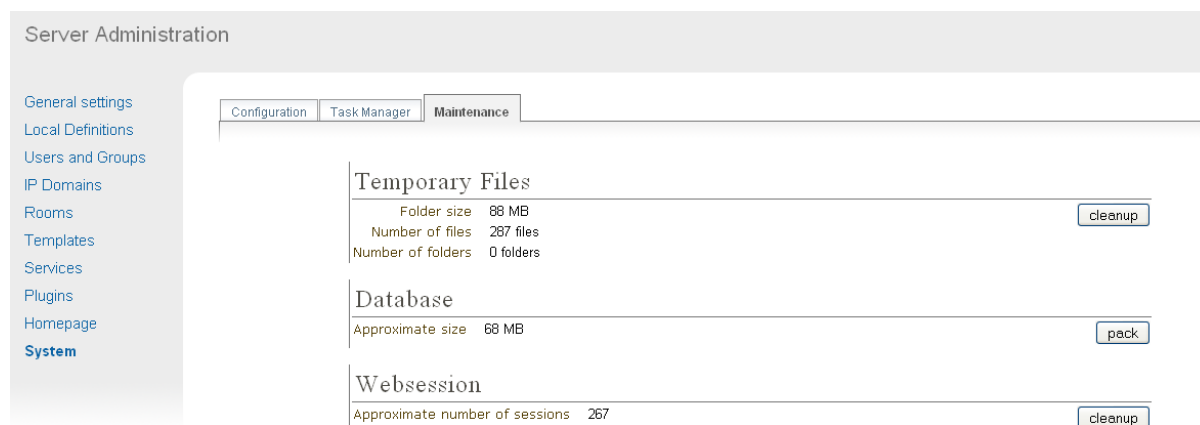 Server Administration
General settings
Local Definitions
Users and Groups
IP Domains
Rooms
Templates
Services
Plugins
Homepage
System
Configuration Task Manager Maintenance
Temporary Files
Folder size 88 MB cleanup
Number of files 287 files
Number of folders 0 folders
Database
Approximate size 68 MB pack
Websession
Approximate number of sessions 267 cleanup